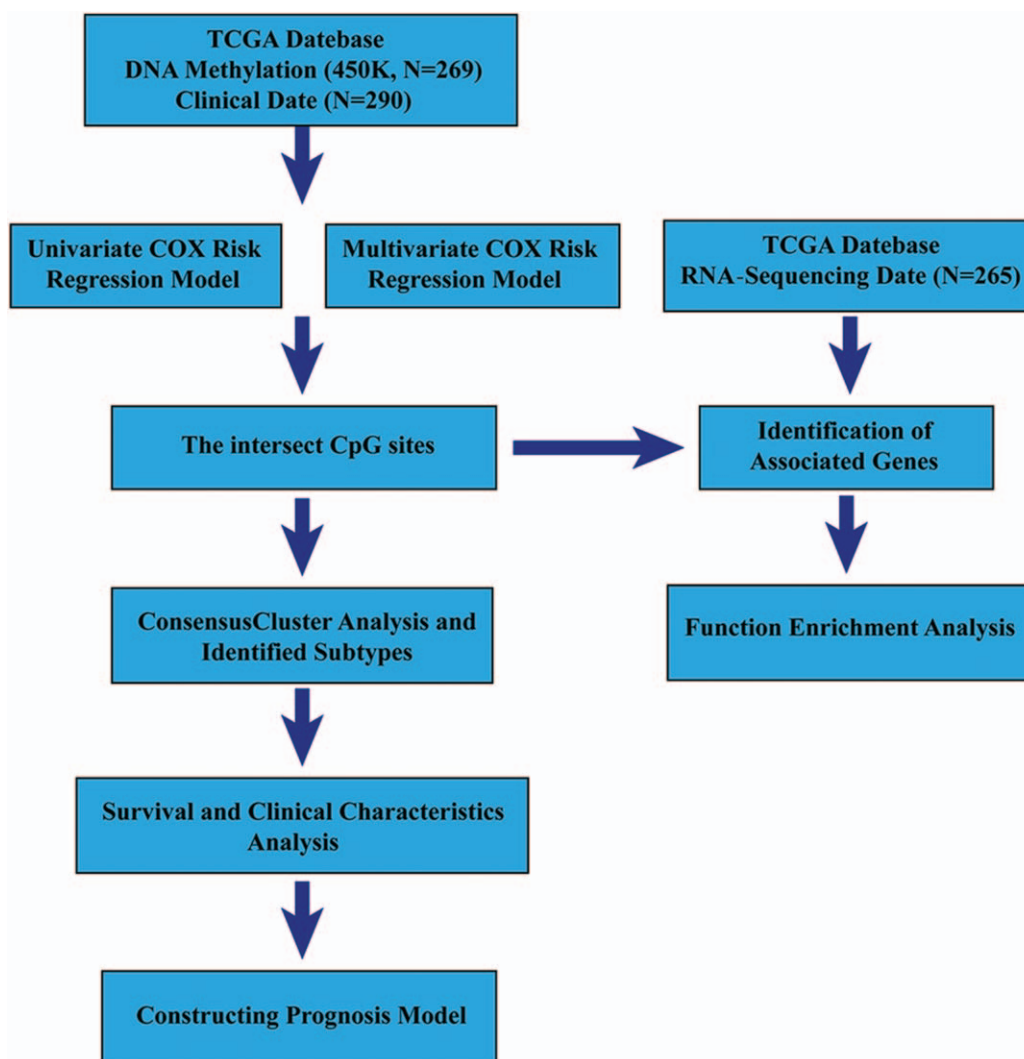 TCGA Datebase
DNA Methylation (450K, N=269)
Clinical Date (N=290)
Univariate COX Risk
Regression Model
Multivariate COX Risk
Regression Model
TCGA Datebase
RNA-Sequencing Date (N=265)
The intersect CpG sites
Identification of
Associated Genes
ConsensusCluster Analysis and
Identified Subtypes
Function Enrichment Analysis
Survival and Clinical Characteristics
Analysis
Constructing Prognosis Model